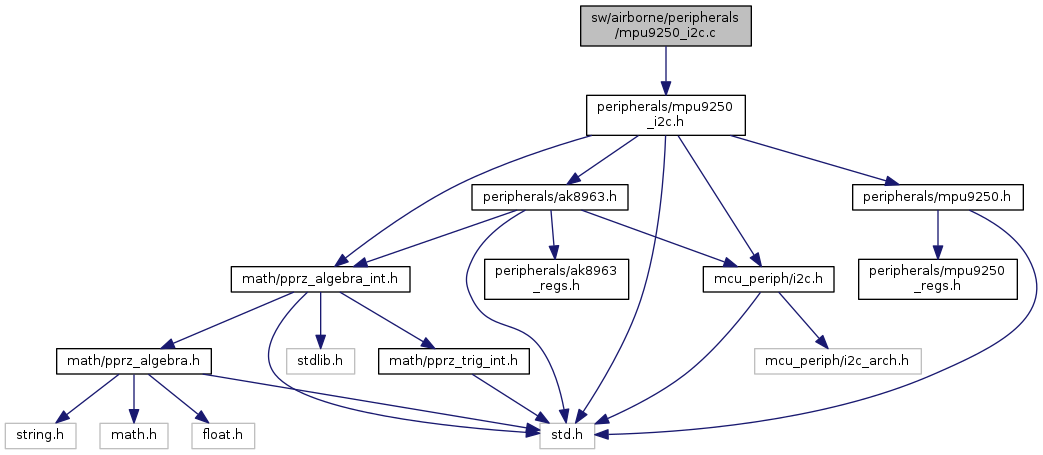 sw/airborne/peripherals
/mpu9250_i2c.c
peripherals/mpu9250
_i2c.h
peripherals/ak8963.h
peripherals/mpu9250.h
math/pprz_algebra_int.h
peripherals/ak8963
_regs.h
mcu_periph/i2c.h
peripherals/mpu9250
_regs.h
math/pprz_algebra.h
stdlib.h
math/pprz_trig_int.h
mcu_periph/i2c_arch.h
string.h
math.h
float.h
std.h